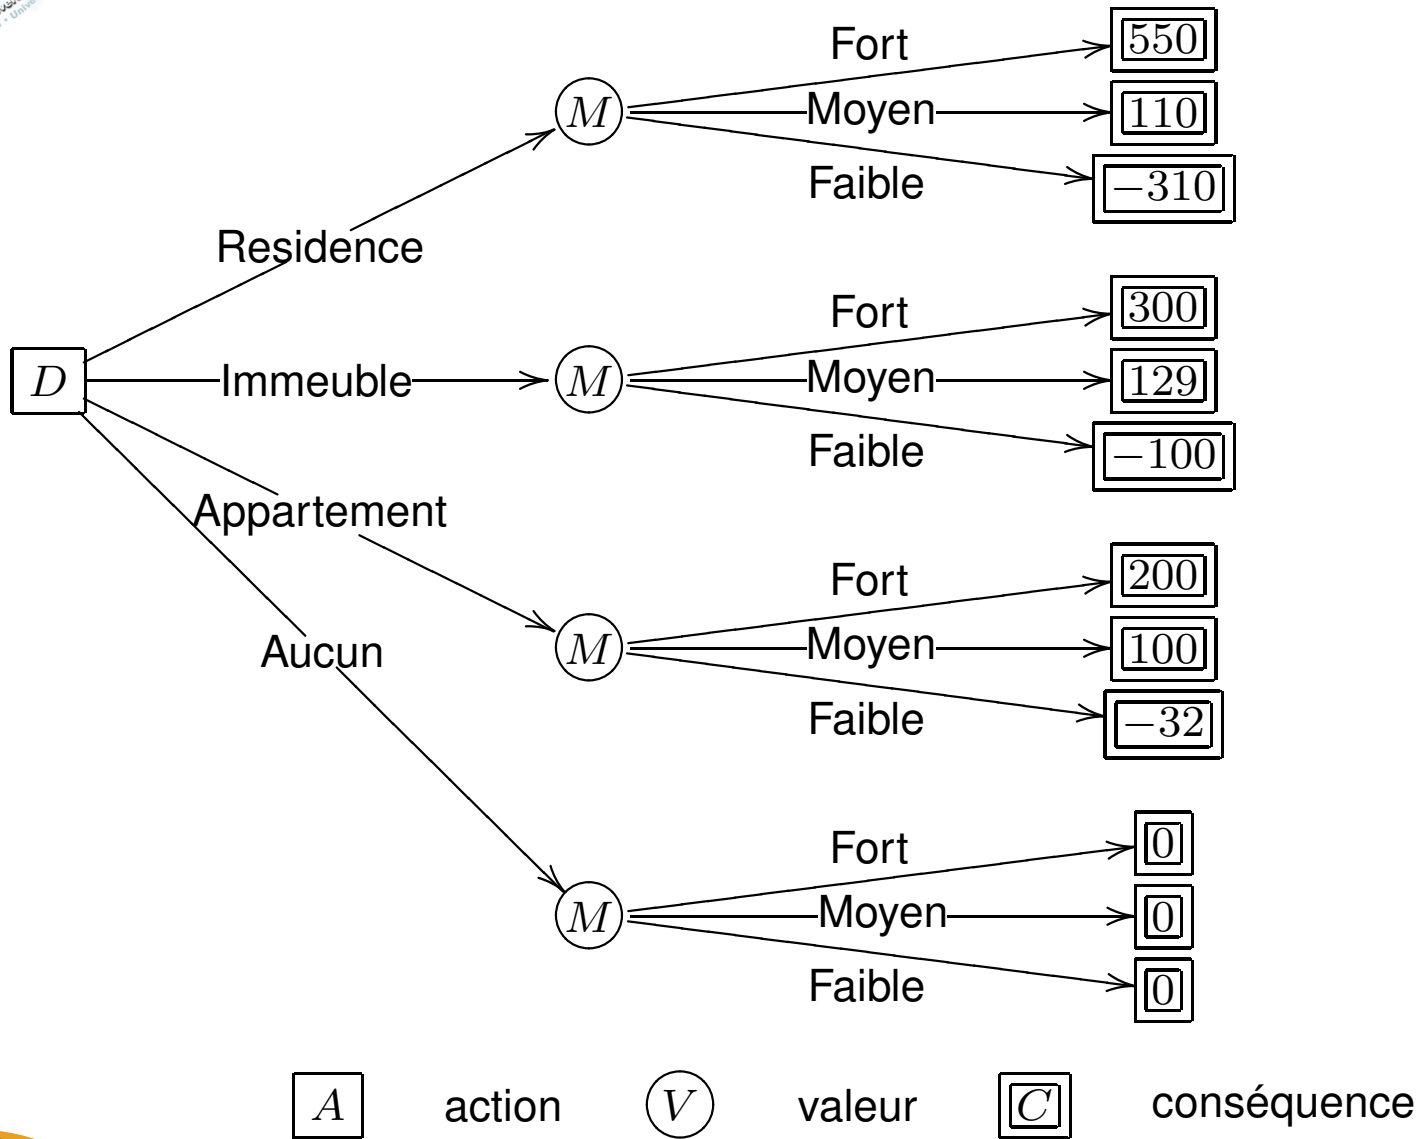 Fort 550
M Moyen 110
Faible −310
Residence
Fort 300
D Immeuble M Moyen 129
Faible −100
Appartement
Fort 200
M Moyen 100
Faible −32
Aucun
Fort 0
M Moyen 0
Faible 0
A action V valeur C conséquence